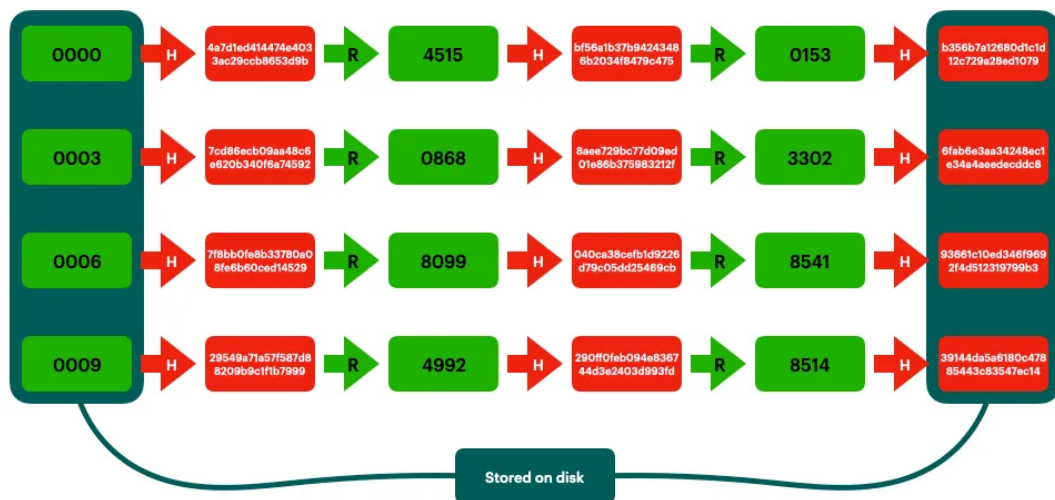 0000
H
4a7d1ed414474e403
3ac29ccb8653d9b
R
4515
H
bf56a1b37b9424348
6b2034f8479c475
R
0153
H
b356b7a12680d1c1d
12c729a28ed1079
0003
H
7cd86ecb09aa48c6
e620b340f6a74592
R
0868
H
8aee729bc77d09ed
01e86b375983212f
R
3302
H
6fab6e3aa34248ec1
e34a4aeedecddc8
0006
H
7f8bb0fe8b33780a0
8fe6b60ced14529
R
8099
H
040ca38cefb1d9226
d79c05dd25469cb
R
8541
H
93661c10ed346f969
2f4d512319799b3
0009
H
29549a71a57f587d8
8209b9c1f1b7999
R
4992
H
290ff0feb094e8367
44d3e2403d993fd
R
8514
H
39144da5a6180c478
85443c83547ec14
Stored on disk